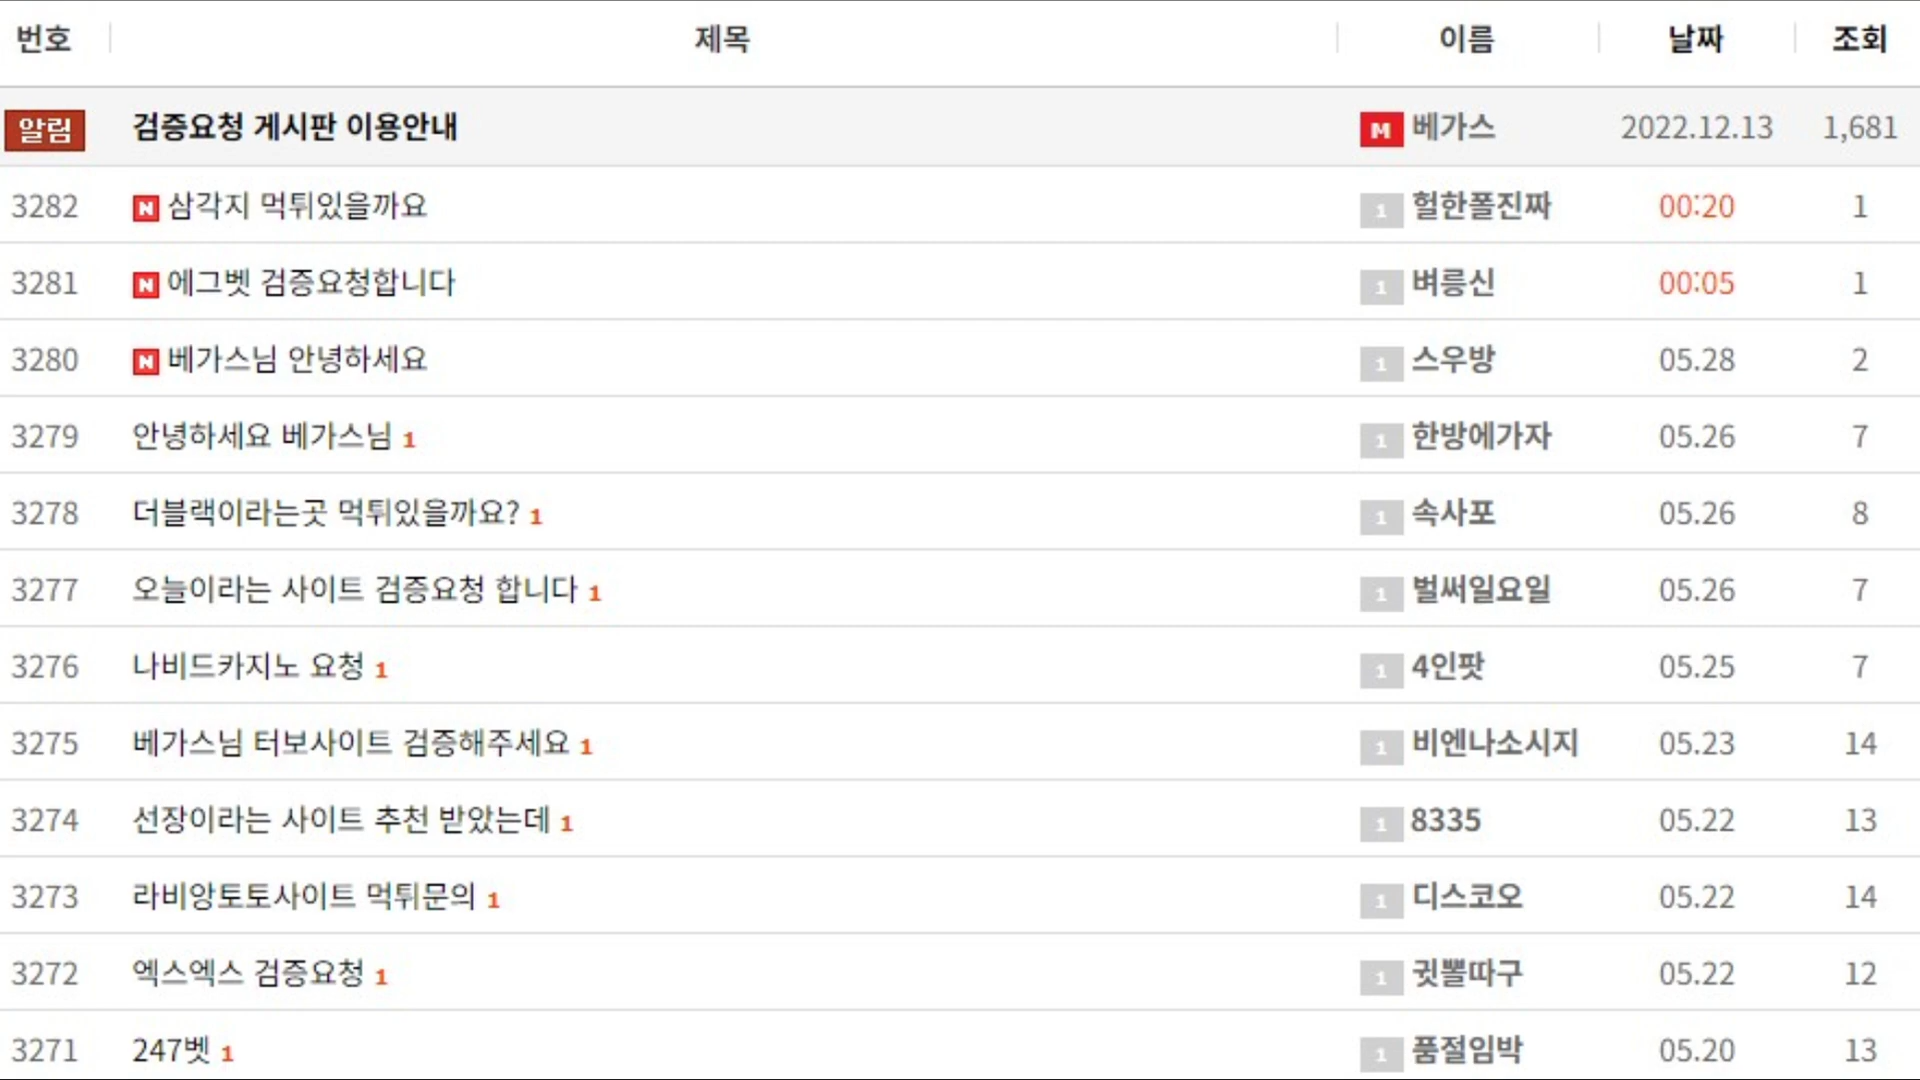 번호 제목 이름 날짜 조회
알림 검증요청 게시판 이용안내 M 베가스 2022.12.13 1,681
3282 N 삼각지 먹튀있을까요 1 헐한폴진짜 00:20 1
3281 N 에그벳 검증요청합니다 1 벼릉신 00:05 1
3280 N 베가스님 안녕하세요 1 스우방 05.28 2
3279 안녕하세요 베가스님 1 1 한방에가자 05.26 7
3278 더블랙이라는곳 먹튀있을까요? 1 1 속사포 05.26 8
3277 오늘이라는 사이트 검증요청 합니다 1 1 벌써일요일 05.26 7
3276 나비드카지노 요청 1 1 4인팟 05.25 7
3275 베가스님 터보사이트 검증해주세요 1 1 비엔나소시지 05.23 14
3274 선장이라는 사이트 추천 받았는데 1 1 8335 05.22 13
3273 라비앙토토사이트 먹튀문의 1 1 디스코오 05.22 14
3272 엑스엑스 검증요청 1 1 귓뽈따구 05.22 12
3271 247벳 1 1 품절임박 05.20 13